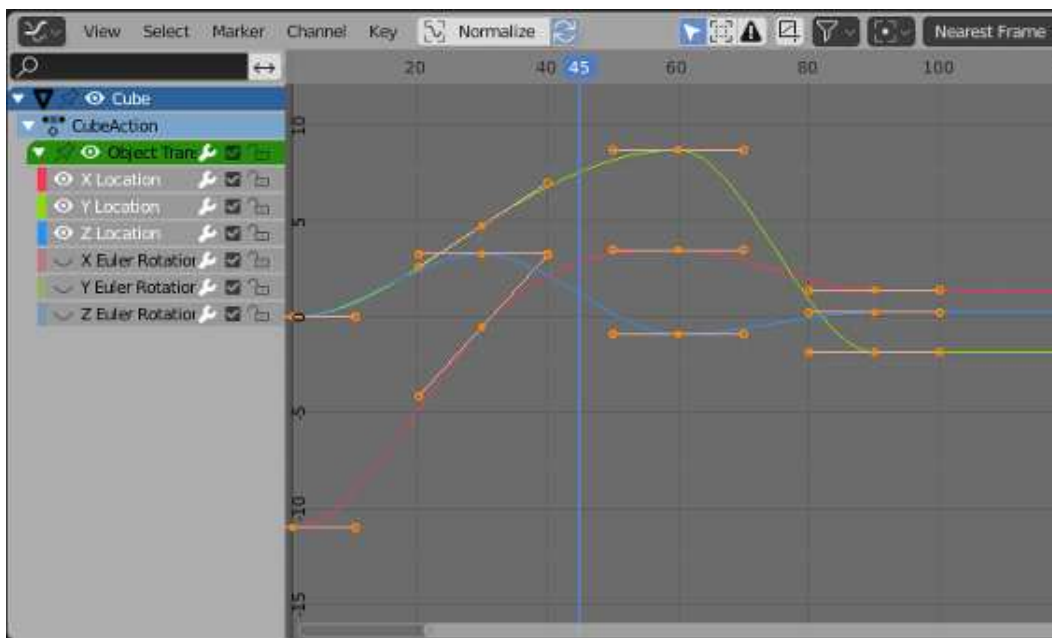 View Select Marker Channel Key Normalize Nearest Frame
20 40 45 60 80 100
Cube
CubeAction
Object Trans
X Location
Y Location
Z Location
X Euler Rotation
Y Euler Rotation
Z Euler Rotation
10
5
0
-5
-10
-15